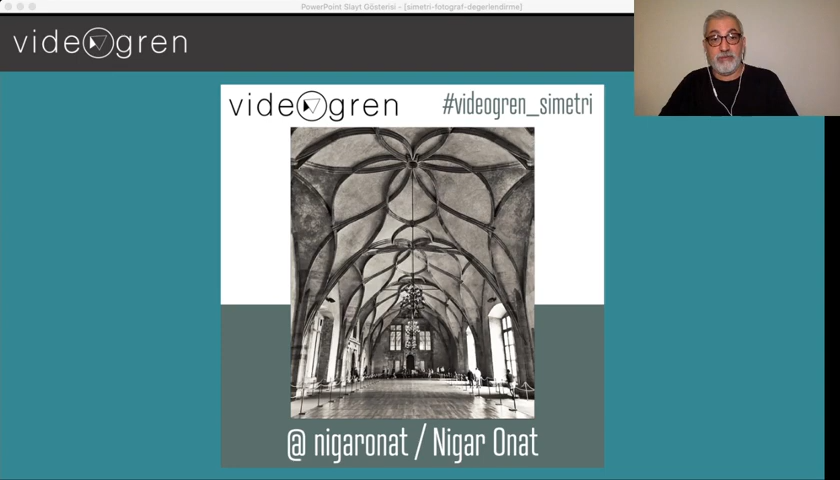 PowerPoint Slayt Gösterisi - [simetri-fotograf-degerlendirme]
videogren
videogren #videogren_simetri
@ nigaronat / Nigar Onat